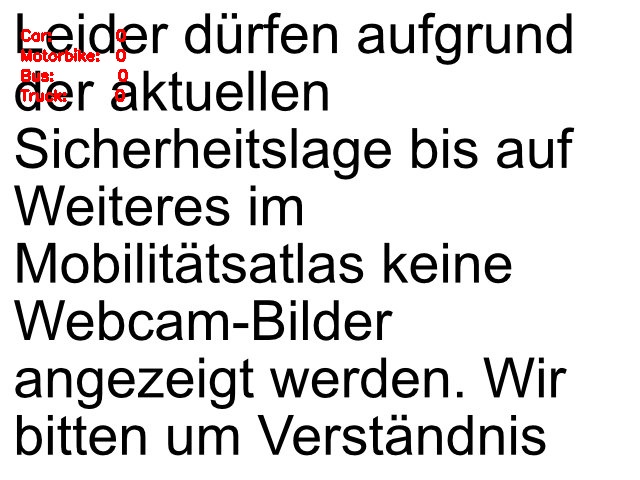 Leider dürfen aufgrund
Car: 0
Motorbike: 0
Bus: 0
der aktuellen
Truck: 0
Sicherheitslage bis auf
Weiteres im
Mobilitätsatlas keine
Webcam-Bilder
angezeigt werden. Wir
bitten um Verständnis